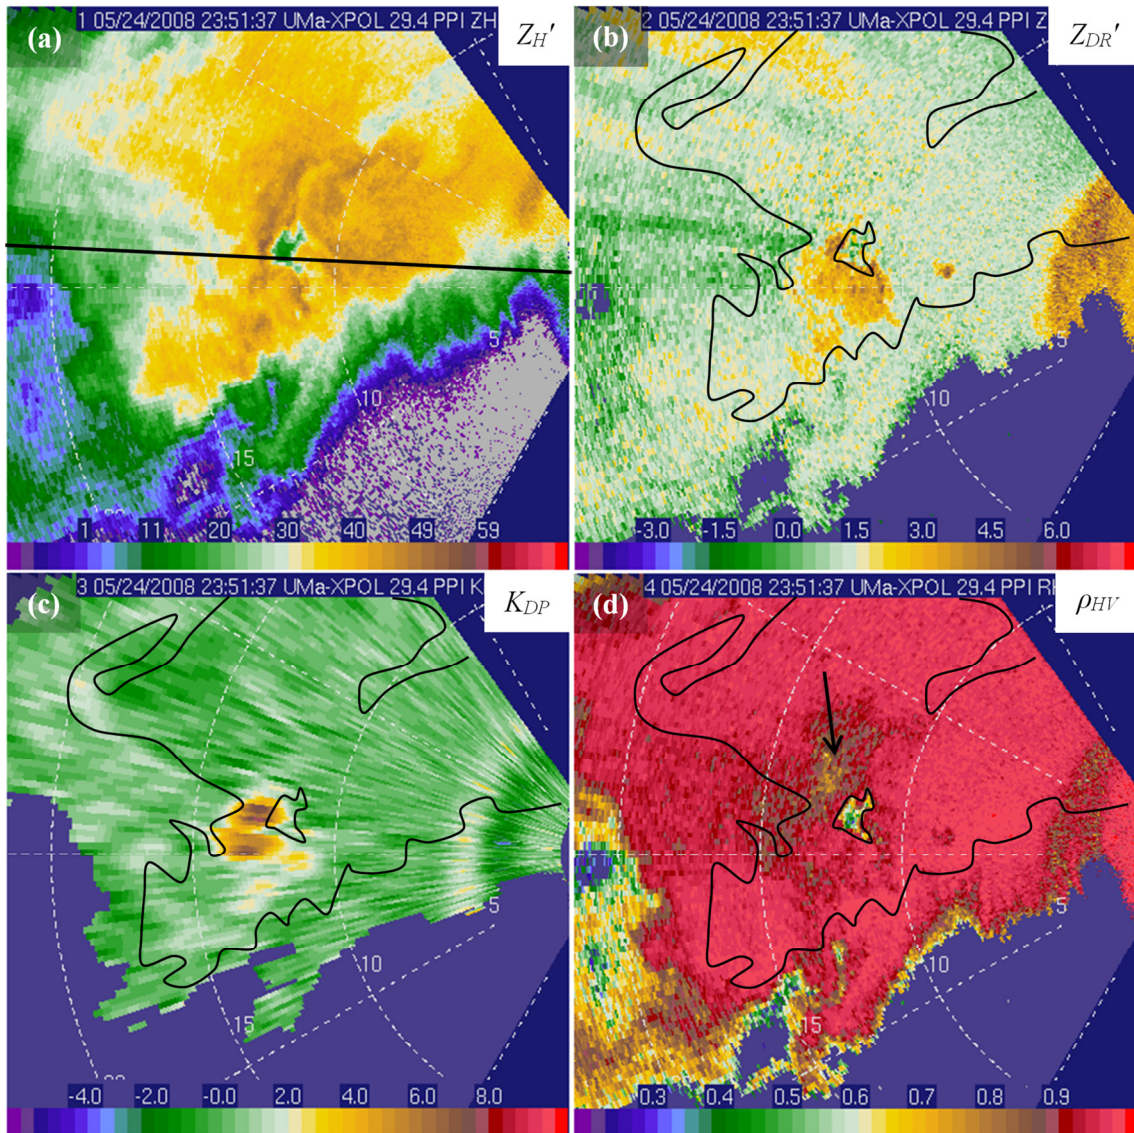 (a) 1 05/24/2008 23:51:37 UMa-XPOL 29.4 PPI ZH Z_H'
5
10
15
1 11 20 30 40 49 59
(b) 2 05/24/2008 23:51:37 UMa-XPOL 29.4 PPI Z Z_DR'
5
10
15
-3.0 -1.5 0.0 1.5 3.0 4.5 6.0
(c) 3 05/24/2008 23:51:37 UMa-XPOL 29.4 PPI K K_DP
5
10
15
-4.0 -2.0 -0.0 2.0 6.0 8.0
(d) 4 05/24/2008 23:51:37 UMa-XPOL 29.4 PPI RH ρ_HV
5
10
15
0.3 0.4 0.5 0.6 0.7 0.8 0.9